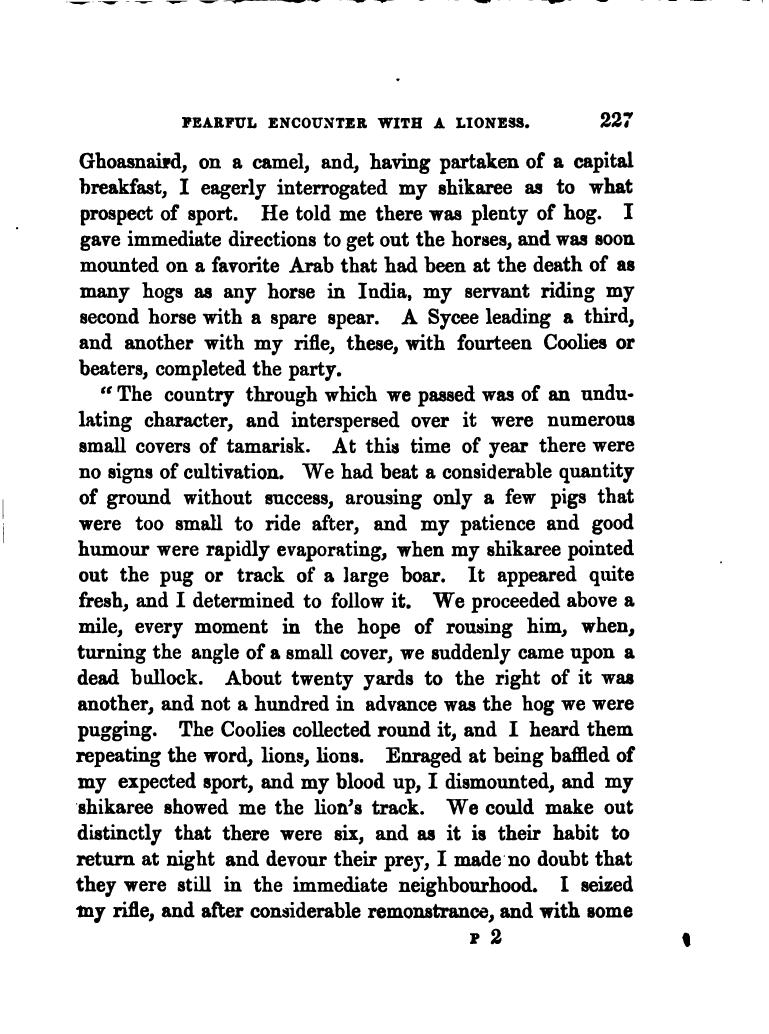 FEARFUL ENCOUNTER WITH A LIONESS. 227
Ghoasnaird, on a camel, and, having partaken of a capital
breakfast, I eagerly interrogated my shikaree as to what
prospect of sport. He told me there was plenty of hog. I
gave immediate directions to get out the horses, and was soon
mounted on a favorite Arab that had been at the death of as
many hogs as any horse in India, my servant riding my
second horse with a spare spear. A Sycee leading a third,
and another with my rifle, these, with fourteen Coolies or
beaters, completed the party.
“ The country through which we passed was of an undu-
lating character, and interspersed over it were numerous
small covers of tamarisk. At this time of year there were
no signs of cultivation. We had beat a considerable quantity
of ground without success, arousing only a few pigs that
were too small to ride after, and my patience and good
humour were rapidly evaporating, when my shikaree pointed
out the pug or track of a large boar. It appeared quite
fresh, and I determined to follow it. We proceeded above a
mile, every moment in the hope of rousing him, when,
turning the angle of a small cover, we suddenly came upon a
dead bullock. About twenty yards to the right of it was
another, and not a hundred in advance was the hog we were
pugging. The Coolies collected round it, and I heard them
repeating the word, lions, lions. Enraged at being baffled of
my expected sport, and my blood up, I dismounted, and my
shikaree showed me the lion's track. We could make out
distinctly that there were six, and as it is their habit to
return at night and devour their prey, I made no doubt that
they were still in the immediate neighbourhood. I seized
my rifle, and after considerable remonstrance, and with some
P 2